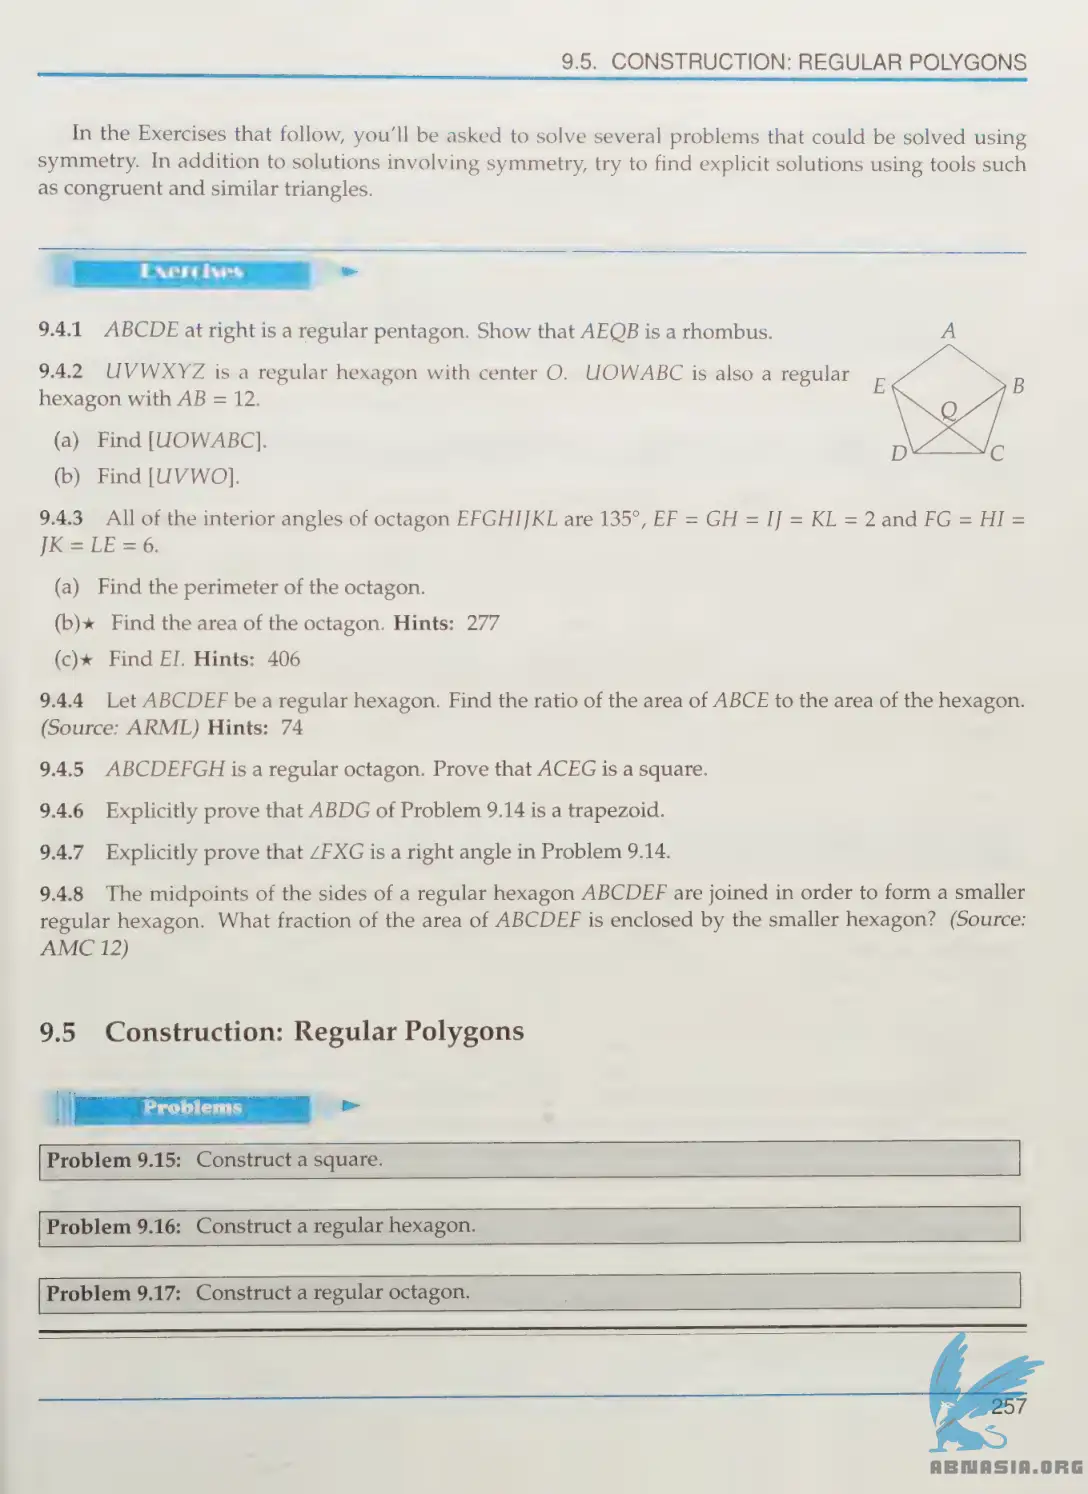 9.5. CONSTRUCTION: REGULAR POLYGONS
In the Exercises that follow, you'll be asked to solve several problems that could be solved using
symmetry. In addition to solutions involving symmetry, try to find explicit solutions using tools such
as congruent and similar triangles.
Exercises
9.4.1 ABCDE at right is a regular pentagon. Show that AEQB is a rhombus.
9.4.2 UVWXYZ is a regular hexagon with center O. UOWABC is also a regular
hexagon with AB = 12.
(a) Find [UOWABC].
(b) Find [UVWO].
A
E
B
Q
D
C
9.4.3 All of the interior angles of octagon EFGHIJKL are 135°, EF = GH = IJ = KL = 2 and FG = HI =
JK = LE = 6.
(a) Find the perimeter of the octagon.
(b)★ Find the area of the octagon. Hints: 277
(c)★ Find EI. Hints: 406
9.4.4 Let ABCDEF be a regular hexagon. Find the ratio of the area of ABCE to the area of the hexagon.
(Source: ARML) Hints: 74
9.4.5 ABCDEFGH is a regular octagon. Prove that ACEG is a square.
9.4.6 Explicitly prove that ABDG of Problem 9.14 is a trapezoid.
9.4.7 Explicitly prove that ∠FXG is a right angle in Problem 9.14.
9.4.8 The midpoints of the sides of a regular hexagon ABCDEF are joined in order to form a smaller
regular hexagon. What fraction of the area of ABCDEF is enclosed by the smaller hexagon? (Source:
AMC 12)
9.5 Construction: Regular Polygons
Problems
Problem 9.15: Construct a square.
Problem 9.16: Construct a regular hexagon.
Problem 9.17: Construct a regular octagon.
257
ABNASIA.ORG